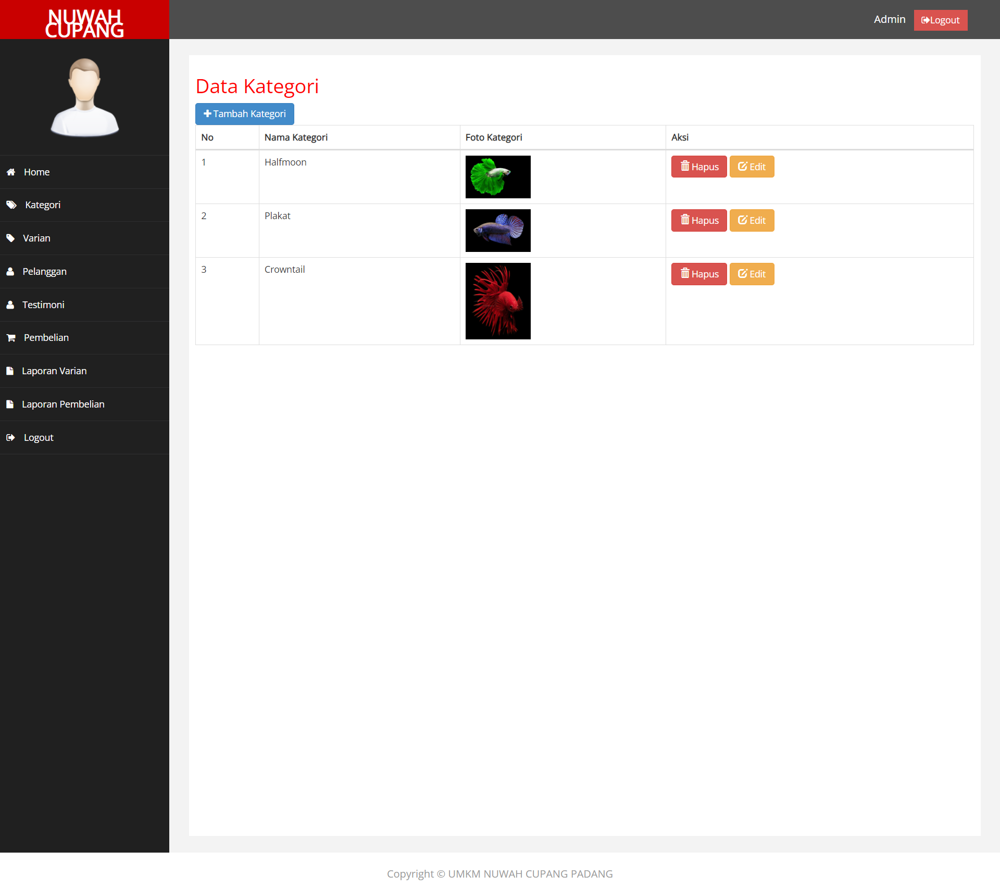 NUWAH
CUPANG
Admin
Logout
Home
Kategori
Varian
Pelanggan
Testimoni
Pembelian
Laporan Varian
Laporan Pembelian
Logout
Data Kategori
Tambah Kategori
No Nama Kategori Foto Kategori Aksi
1 Halfmoon Hapus Edit
2 Plakat Hapus Edit
3 Crowntail Hapus Edit
Copyright © UMKM NUWAH CUPANG PADANG